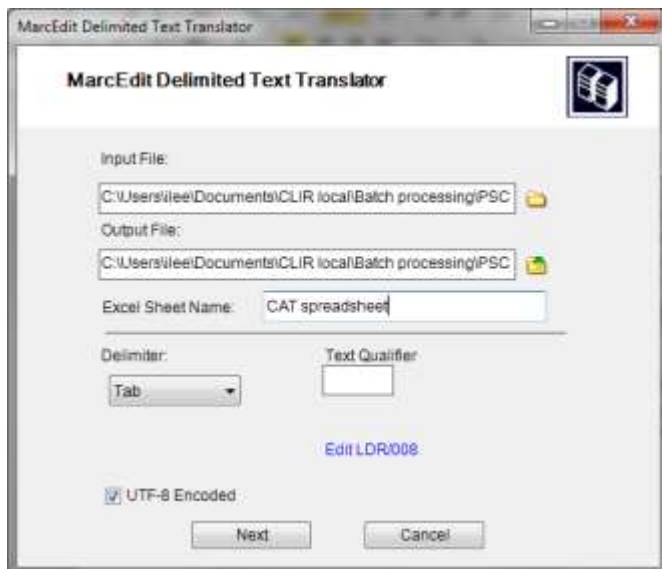 MarcEdit Delimited Text Translator
MarcEdit Delimited Text Translator
Input File:
C:\Users\ilee\Documents\CLIR local\Batch processing\PSC
Output File:
C:\Users\ilee\Documents\CLIR local\Batch processing\PSC
Excel Sheet Name: CAT spreadsheet
Delimiter: Text Qualifier
Tab
Edit LDR/008
UTF-8 Encoded
Next Cancel